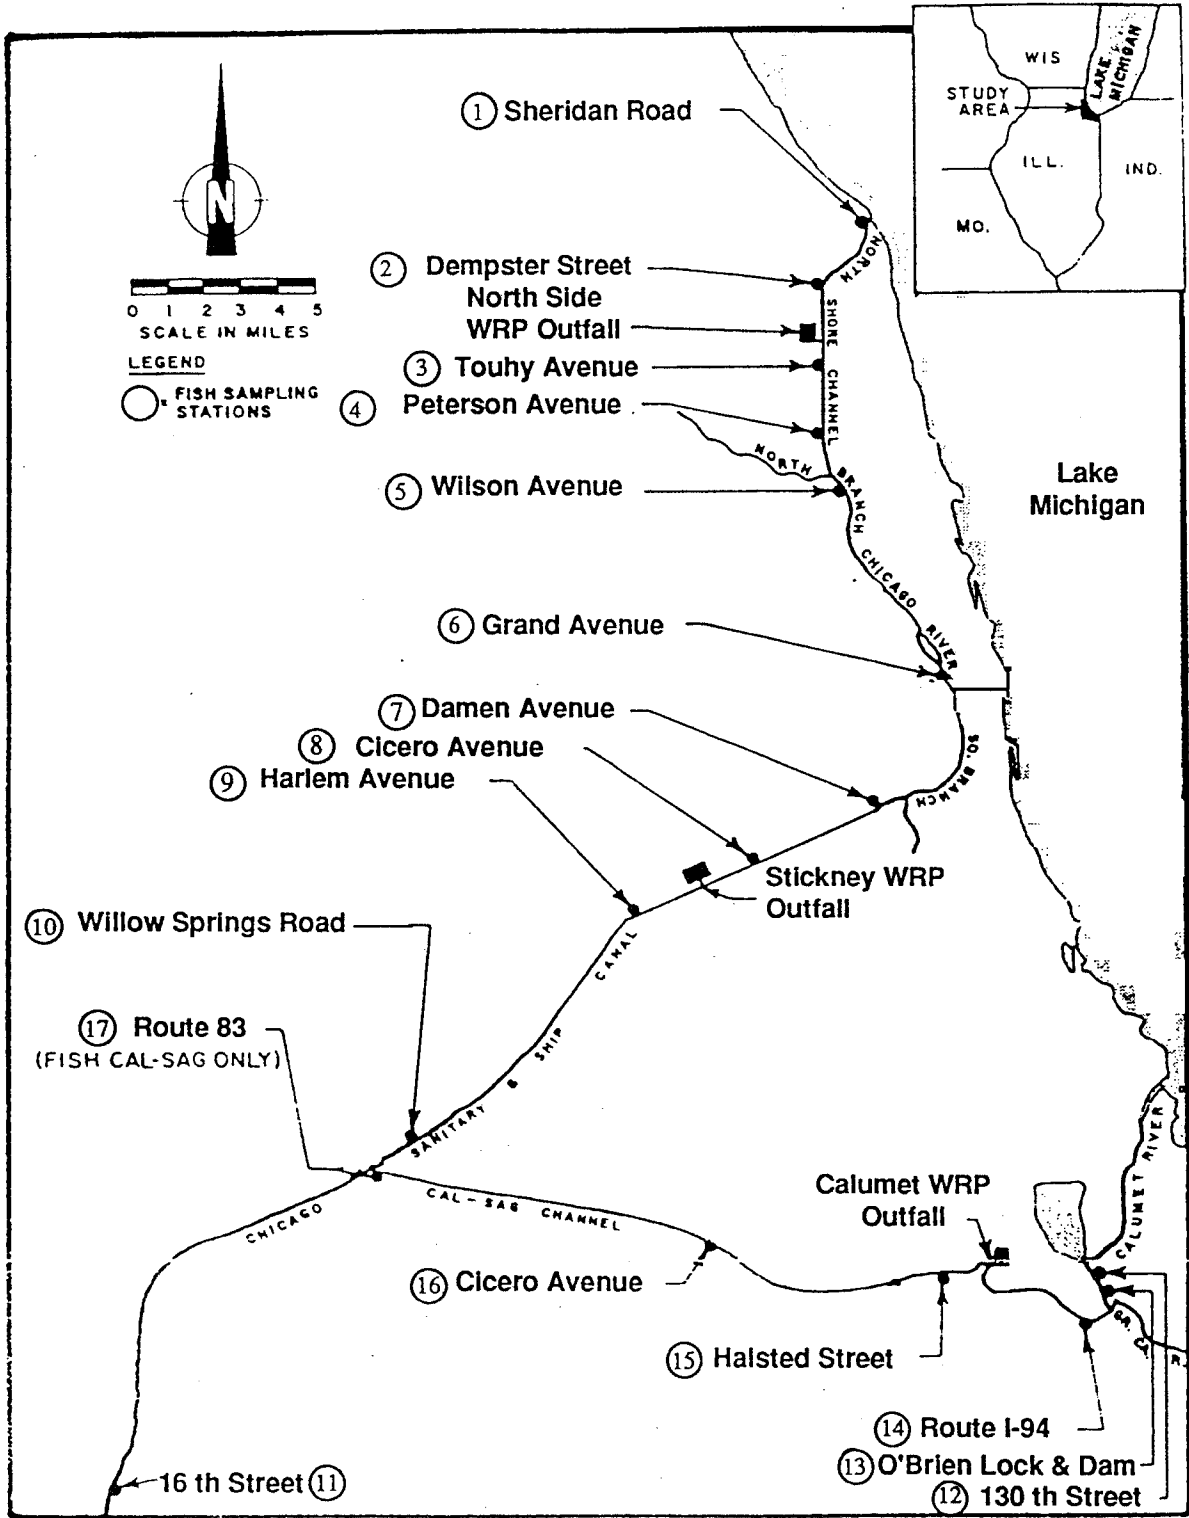 WIS
LAKE
MICHIGAN
STUDY
AREA
ILL.
IND.
MO.
1 Sheridan Road
N
0 1 2 3 4 5
SCALE IN MILES
LEGEND
= FISH SAMPLING
STATIONS
2 Dempster Street
North Side
WRP Outfall
3 Touhy Avenue
4 Peterson Avenue
NORTH
SHORE
CHANNEL
NORTH BRANCH CHICAGO RIVER
5 Wilson Avenue
Lake
Michigan
6 Grand Avenue
7 Damen Avenue
8 Cicero Avenue
9 Harlem Avenue
SO. BRANCH
Stickney WRP
Outfall
10 Willow Springs Road
17 Route 83
(FISH CAL-SAG ONLY)
CHICAGO SANITARY & SHIP CANAL
CAL-SAG CHANNEL
CALUMET RIVER
Calumet WRP
Outfall
16 Cicero Avenue
GR. CAL. R.
15 Halsted Street
14 Route I-94
13 O'Brien Lock & Dam
12 130 th Street
16 th Street 11